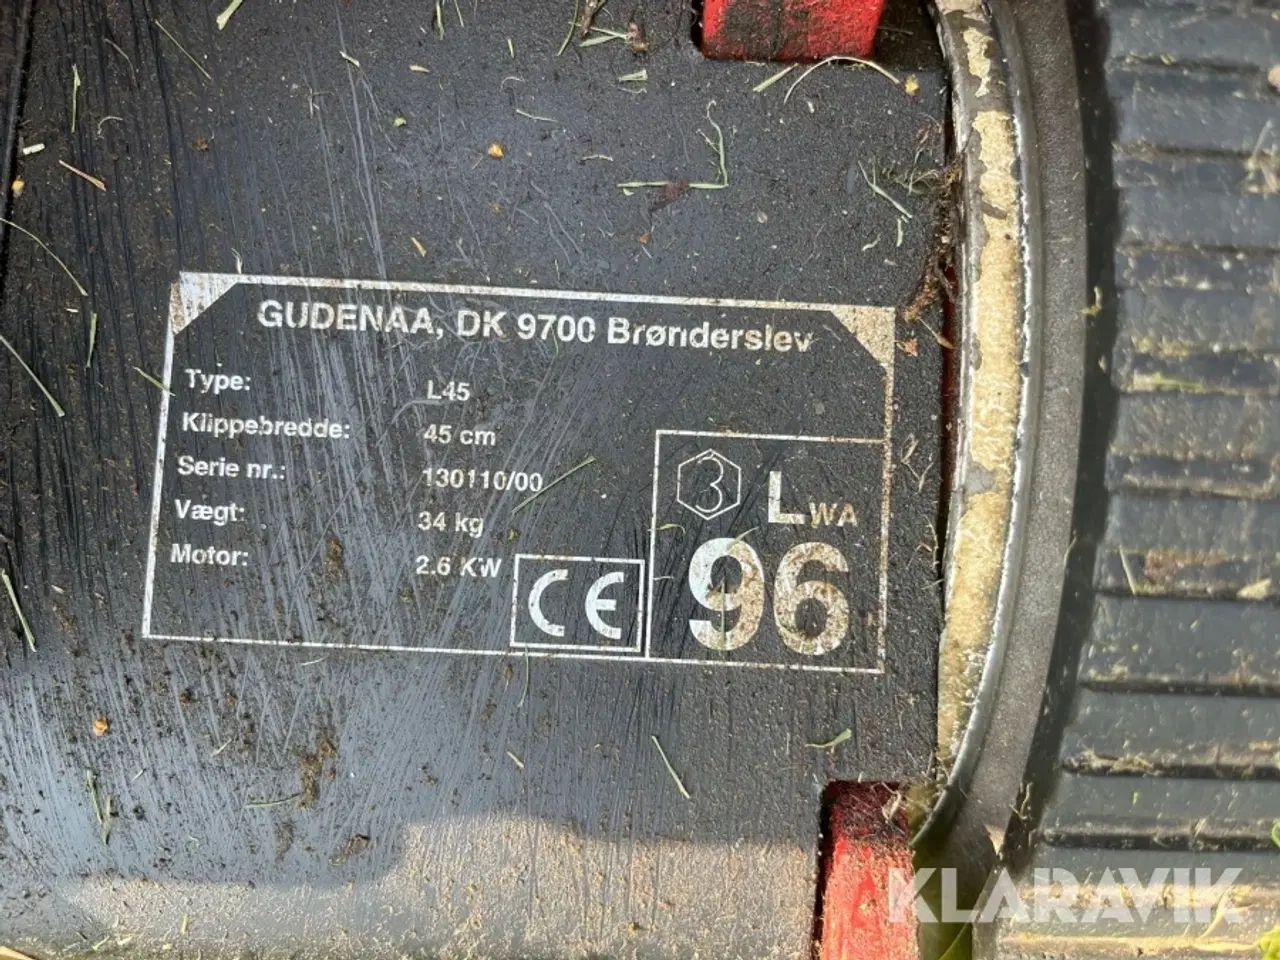 GUDENAA, DK 9700 Brønderslev
Type: L45
Klippebredde: 45 cm
Serie nr.: 130110/00
Vægt: 34 kg
Motor: 2.6 KW
CE
3 LWA
96
KLARAVIK